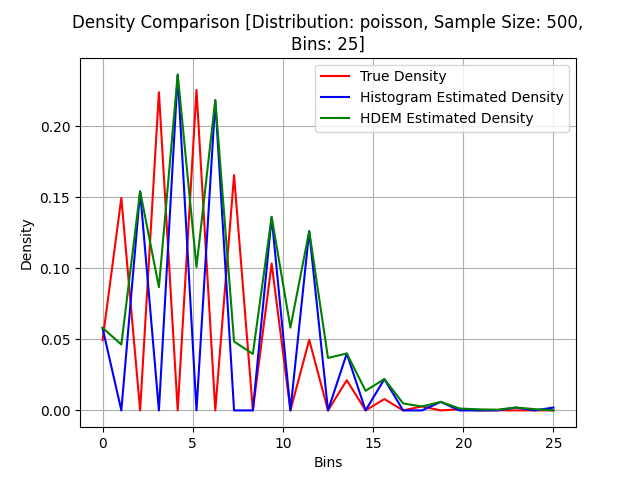 Density Comparison [Distribution: poisson, Sample Size: 500,
Bins: 25]
True Density
Histogram Estimated Density
HDEM Estimated Density
Density
0.20
0.15
0.10
0.05
0.00
0 5 10 15 20 25
Bins